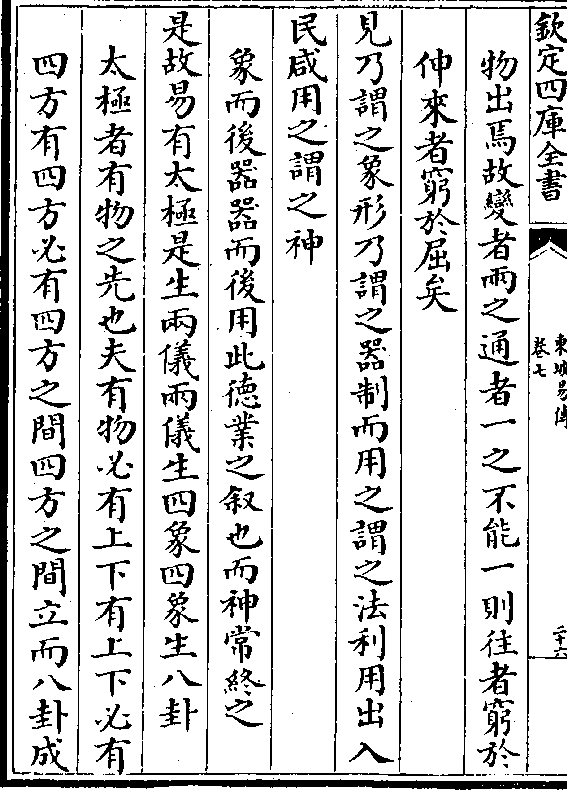 欽定四庫全書
東坡易傳
卷七
二十六
物出焉故變者兩之通者一之不能一則往者窮於
伸來者窮於屈矣
見乃謂之象形乃謂之器制而用之謂之法利用出入
民咸用之謂之神
象而後器器而後用此德業之叙也而神常終之
是故易有太極是生兩儀兩儀生四象四象生八卦
太極者有物之先也夫有物必有上下有上下必有
四方有四方必有四方之間四方之間立而八卦成